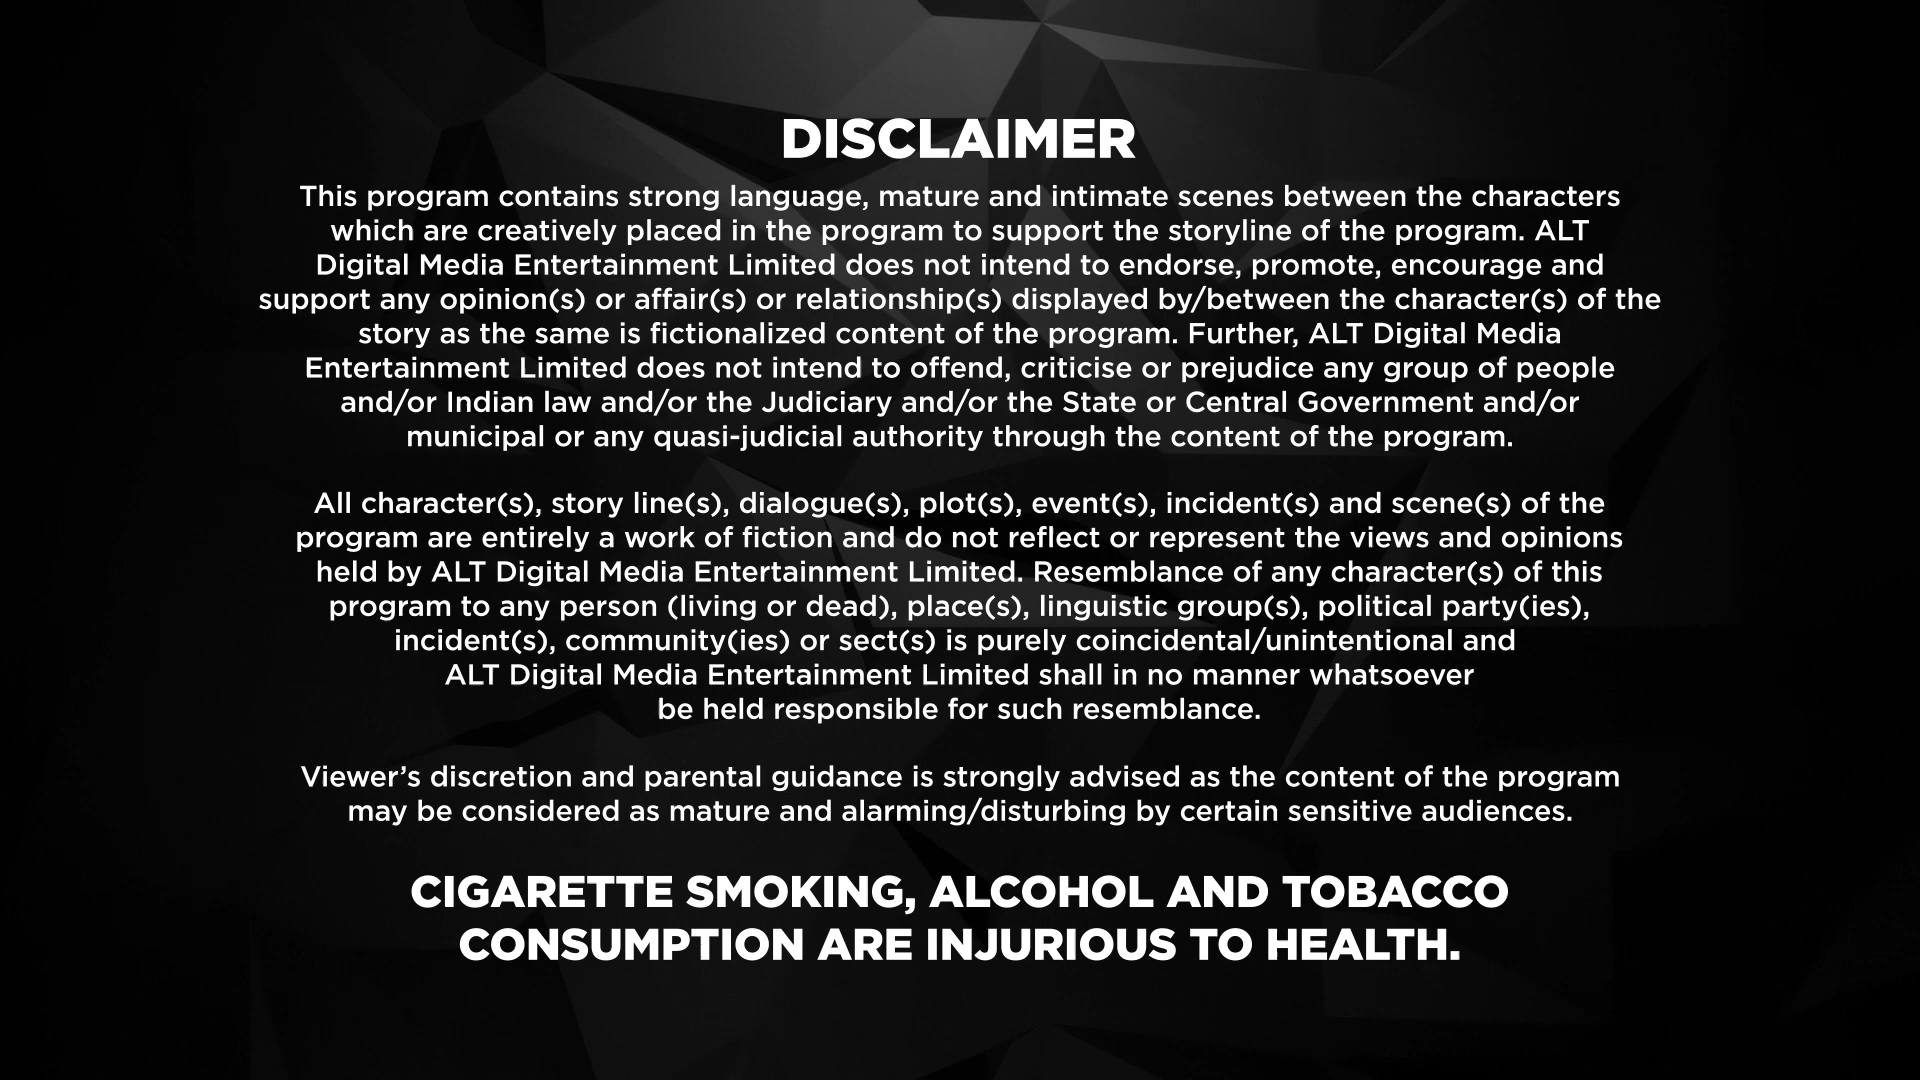 DISCLAIMER
This program contains strong language, mature and intimate scenes between the characters
which are creatively placed in the program to support the storyline of the program. ALT
Digital Media Entertainment Limited does not intend to endorse, promote, encourage and
support any opinion(s) or affair(s) or relationship(s) displayed by/between the character(s) of the
story as the same is fictionalized content of the program. Further, ALT Digital Media
Entertainment Limited does not intend to offend, criticise or prejudice any group of people
and/or Indian law and/or the Judiciary and/or the State or Central Government and/or
municipal or any quasi-judicial authority through the content of the program.
All character(s), story line(s), dialogue(s), plot(s), event(s), incident(s) and scene(s) of the
program are entirely a work of fiction and do not reflect or represent the views and opinions
held by ALT Digital Media Entertainment Limited. Resemblance of any character(s) of this
program to any person (living or dead), place(s), linguistic group(s), political party(ies),
incident(s), community(ies) or sect(s) is purely coincidental/unintentional and
ALT Digital Media Entertainment Limited shall in no manner whatsoever
be held responsible for such resemblance.
Viewer’s discretion and parental guidance is strongly advised as the content of the program
may be considered as mature and alarming/disturbing by certain sensitive audiences.
CIGARETTE SMOKING, ALCOHOL AND TOBACCO
CONSUMPTION ARE INJURIOUS TO HEALTH.